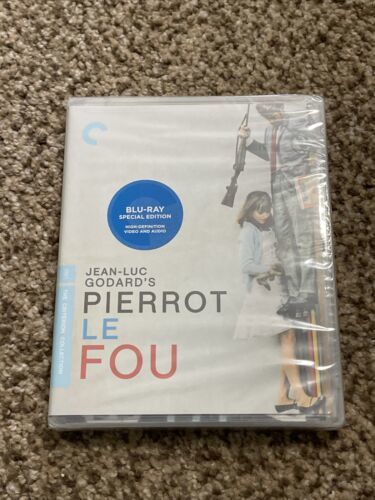 BLU-RAY
SPECIAL EDITION
HIGH-DEFINITION
VIDEO AND AUDIO
JEAN-LUC
GODARD'S
PIERROT
LE
FOU
THE CRITERION COLLECTION